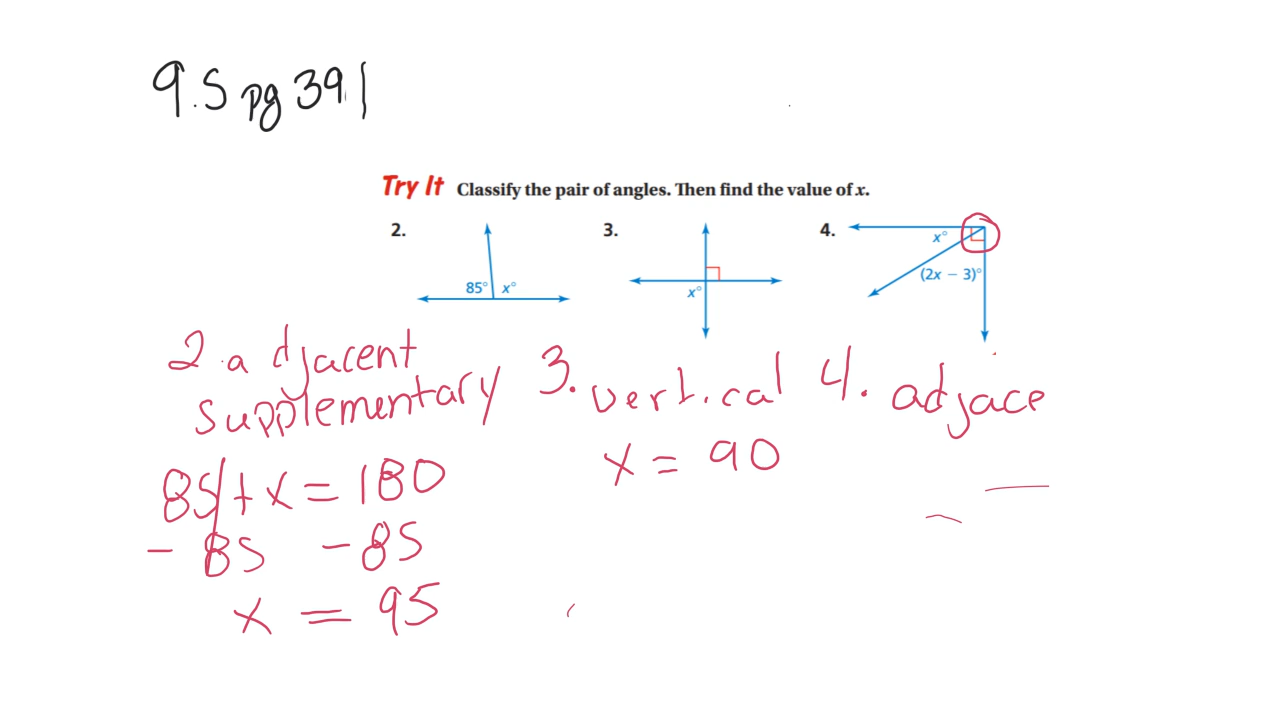 9.5 pg 391
Try It Classify the pair of angles. Then find the value of x.
2.
3.
4.
85° x°
x°
x°
(2x − 3)°
2. adjacent
supplementary
85 + x = 180
- 85 - 85
x = 95
3. vertical
x = 90
4. adjace